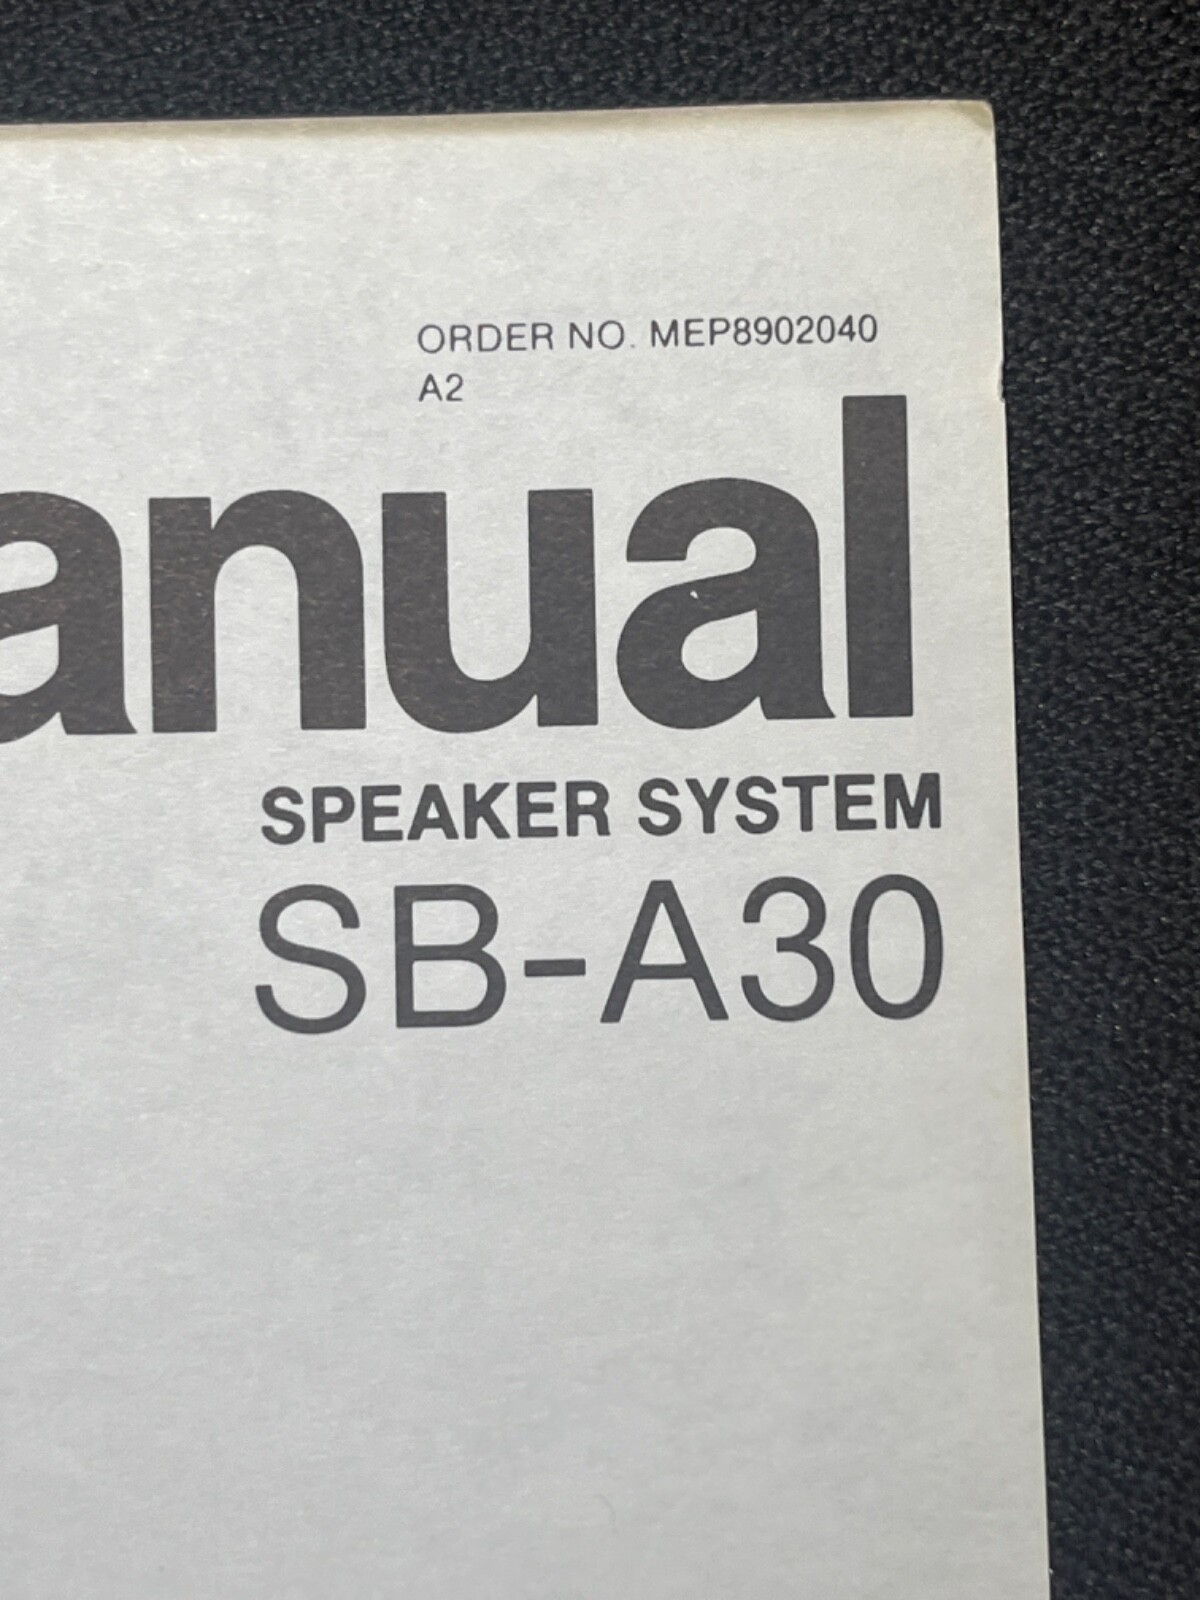 ORDER NO. MEP8902040
A2
anual
SPEAKER SYSTEM
SB-A30